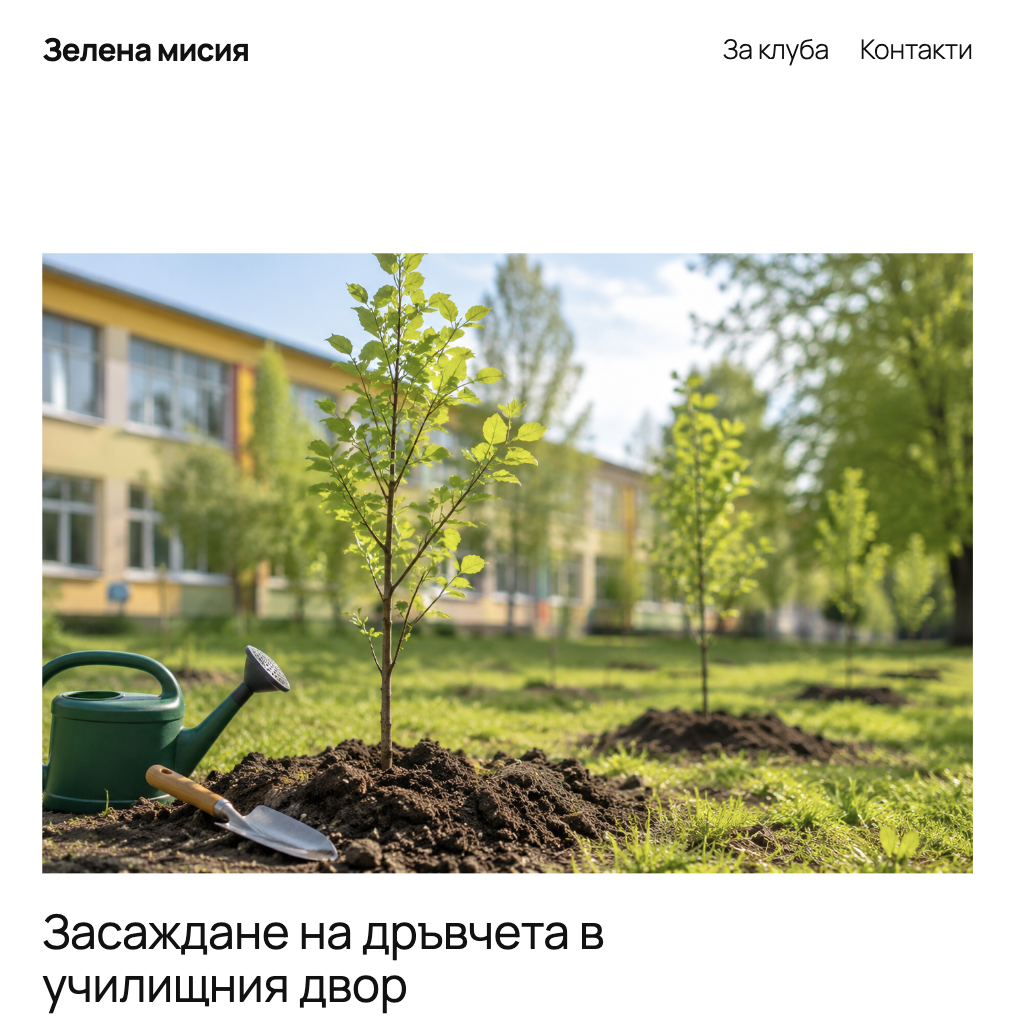 Зелена мисия
За клуба
Контакти
Засаждане на дръвчета в
училищния двор